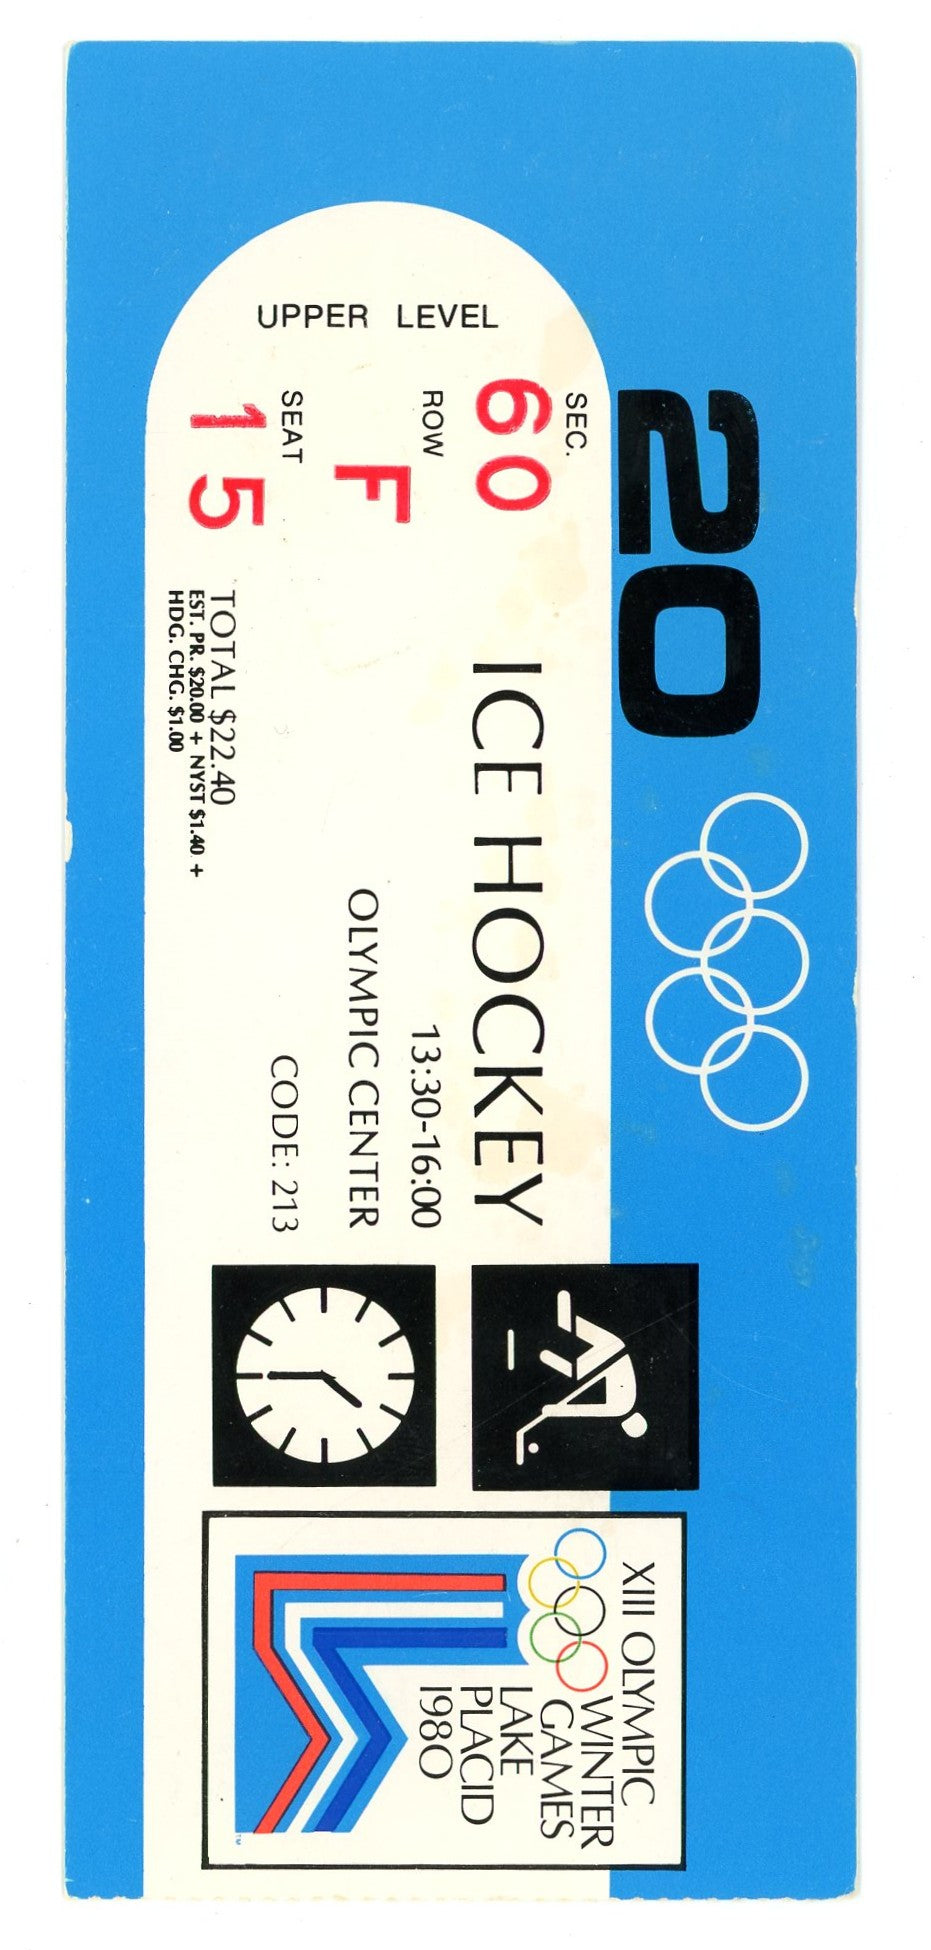 20
UPPER LEVEL
SEC.
60
ROW
F
SEAT
15
ICE HOCKEY
13:30-16:00
OLYMPIC CENTER
CODE: 213
TOTAL $22.40
EST. PR. $20.00 + NYST $1.40 +
HDG. CHG. $1.00
XIII OLYMPIC
WINTER
GAMES
LAKE
PLACID
1980
TM